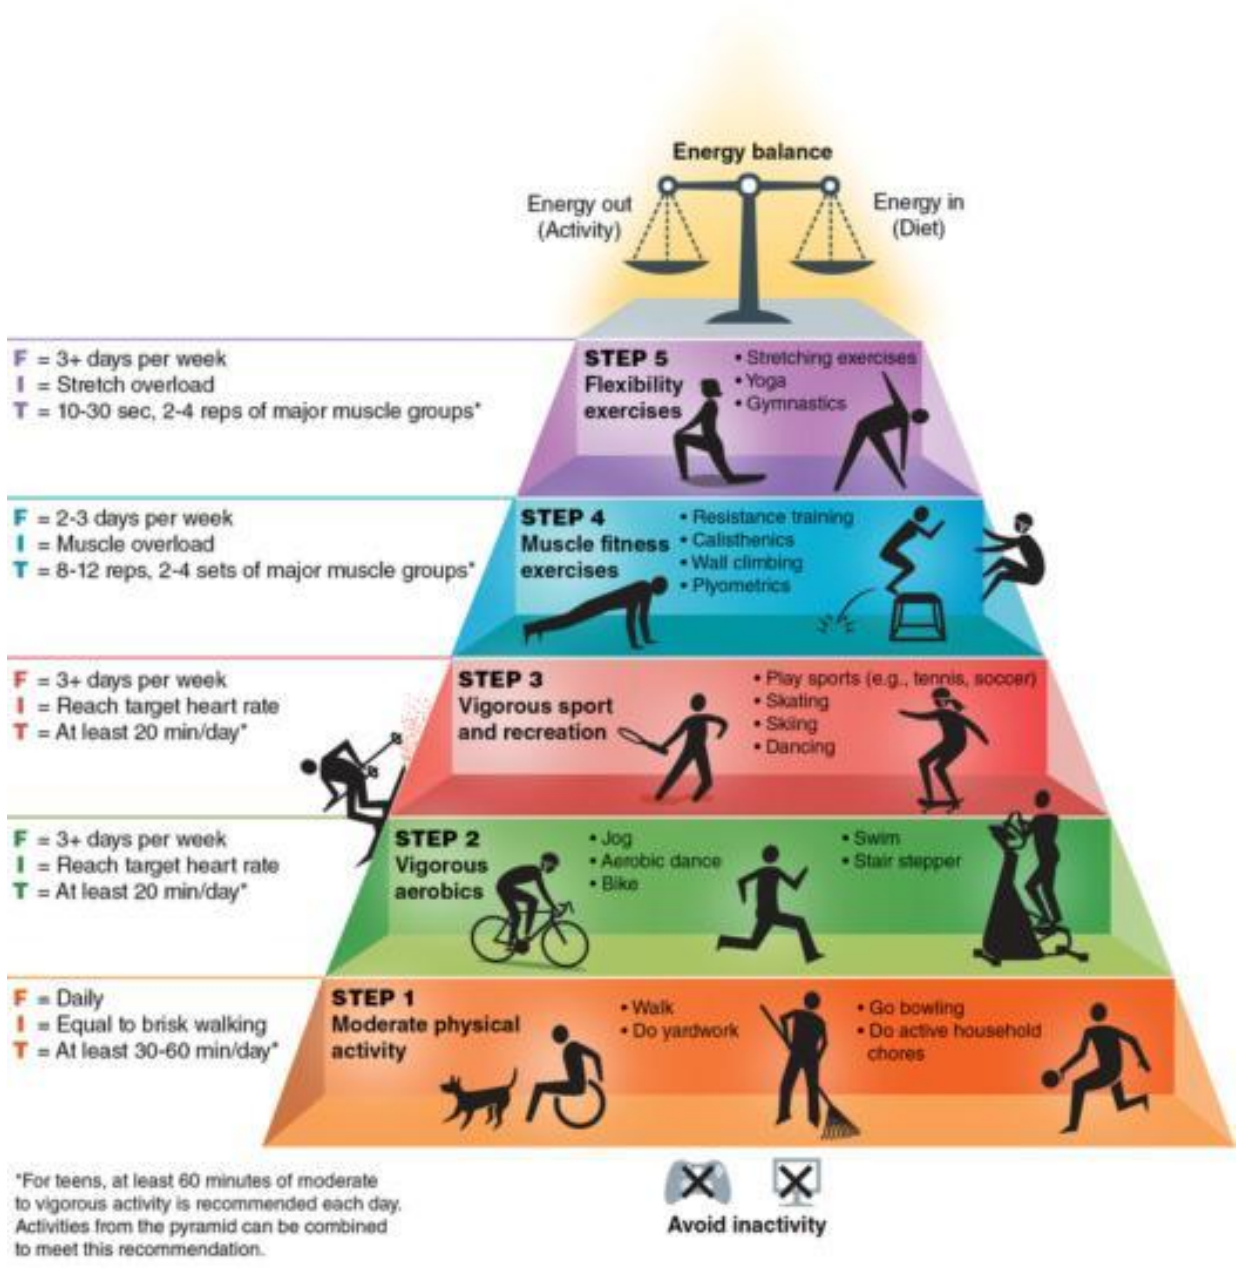 Energy balance
Energy out
(Activity)
Energy in
(Diet)
F = 3+ days per week
I = Stretch overload
T = 10-30 sec, 2-4 reps of major muscle groups*
STEP 5
Flexibility
exercises
• Stretching exercises
• Yoga
• Gymnastics
F = 2-3 days per week
I = Muscle overload
T = 8-12 reps, 2-4 sets of major muscle groups*
STEP 4
Muscle fitness
exercises
• Resistance training
• Calisthenics
• Wall climbing
• Plyometrics
F = 3+ days per week
I = Reach target heart rate
T = At least 20 min/day*
STEP 3
Vigorous sport
and recreation
• Play sports (e.g., tennis, soccer)
• Skating
• Skiing
• Dancing
F = 3+ days per week
I = Reach target heart rate
T = At least 20 min/day*
STEP 2
Vigorous
aerobics
• Jog
• Aerobic dance
• Bike
• Swim
• Stair stepper
F = Daily
I = Equal to brisk walking
T = At least 30-60 min/day*
STEP 1
Moderate physical
activity
• Walk
• Do yardwork
• Go bowling
• Do active household
chores
*For teens, at least 60 minutes of moderate
to vigorous activity is recommended each day.
Activities from the pyramid can be combined
to meet this recommendation.
Avoid inactivity